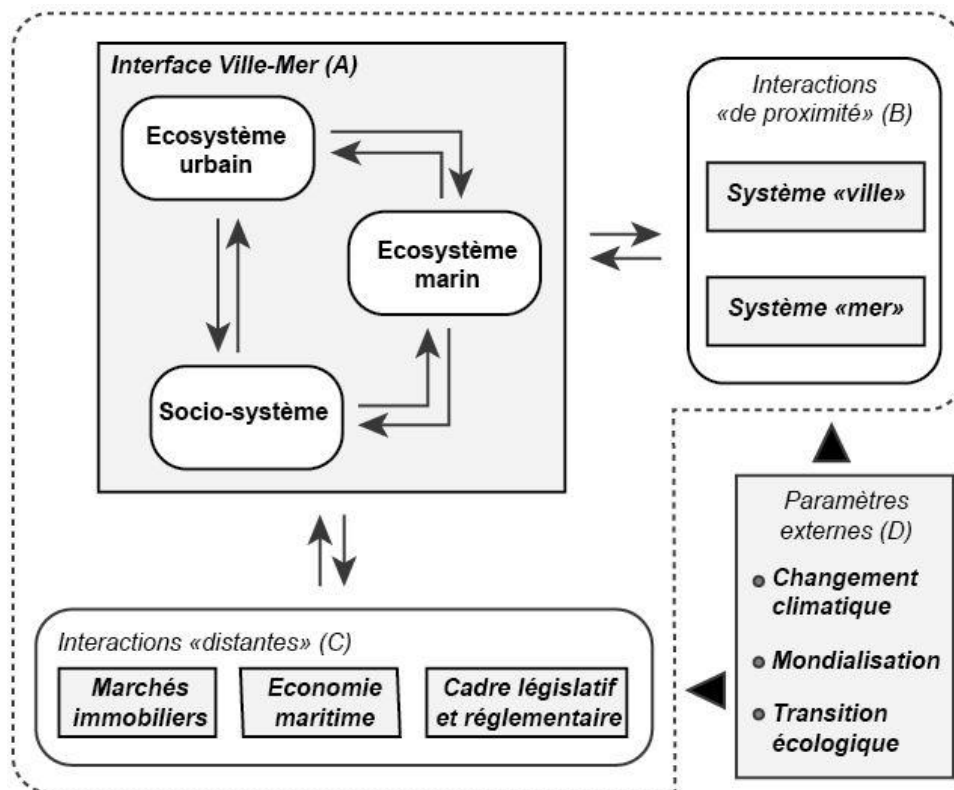 Interface Ville-Mer (A)
Ecosystème
urbain
Ecosystème
marin
Socio-système
Interactions
«de proximité» (B)
Système «ville»
Système «mer»
Interactions «distantes» (C)
Marchés
immobiliers
Economie
maritime
Cadre législatif
et réglementaire
Paramètres
externes (D)
Changement
climatique
Mondialisation
Transition
écologique